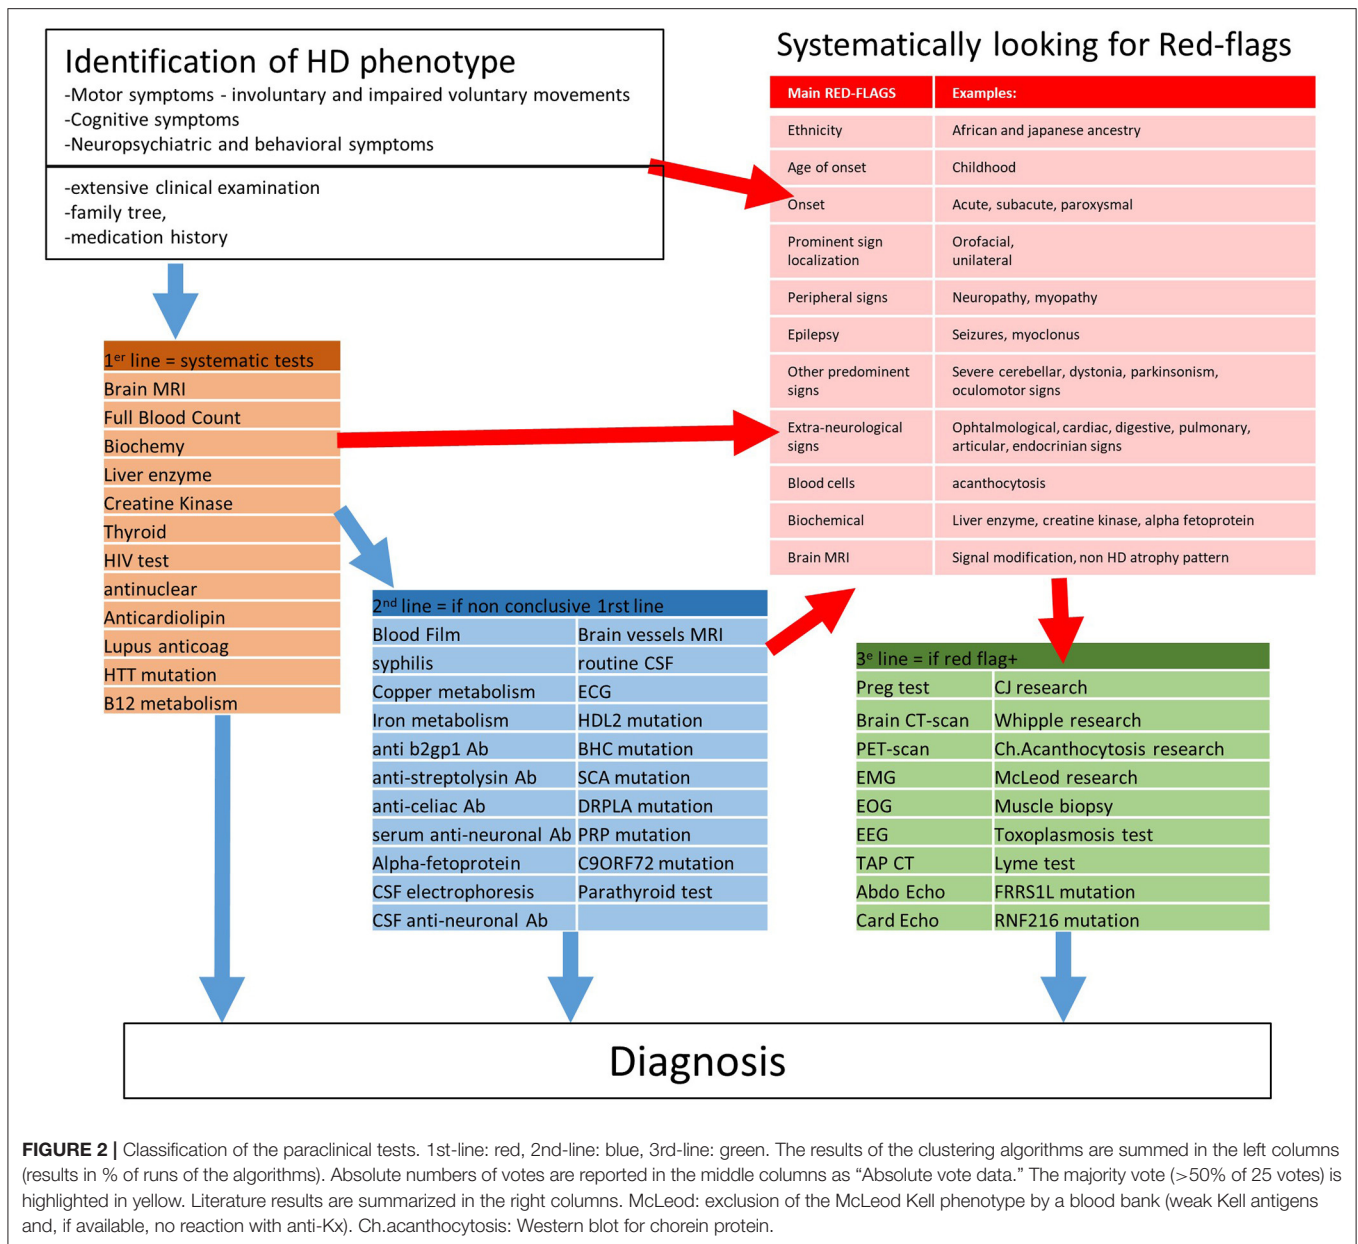 Identification of HD phenotype
-Motor symptoms - involuntary and impaired voluntary movements
-Cognitive symptoms
-Neuropsychiatric and behavioral symptoms
-extensive clinical examination
-family tree,
-medication history
Systematically looking for Red-flags
Main RED-FLAGS Examples:
Ethnicity African and japanese ancestry
Age of onset Childhood
Onset Acute, subacute, paroxysmal
Prominent sign localization Orofacial,
unilateral
Peripheral signs Neuropathy, myopathy
Epilepsy Seizures, myoclonus
Other predominent signs Severe cerebellar, dystonia, parkinsonism,
oculomotor signs
Extra-neurological signs Ophtalmological, cardiac, digestive, pulmonary,
articular, endocrinian signs
Blood cells acanthocytosis
Biochemical Liver enzyme, creatine kinase, alpha fetoprotein
Brain MRI Signal modification, non HD atrophy pattern
1er line = systematic tests
Brain MRI
Full Blood Count
Biochemy
Liver enzyme
Creatine Kinase
Thyroid
HIV test
antinuclear
Anticardiolipin
Lupus anticoag
HTT mutation
B12 metabolism
2nd line = if non conclusive 1rst line
Blood Film Brain vessels MRI
syphilis routine CSF
Copper metabolism ECG
Iron metabolism HDL2 mutation
anti b2gp1 Ab BHC mutation
anti-streptolysin Ab SCA mutation
anti-celiac Ab DRPLA mutation
serum anti-neuronal Ab PRP mutation
Alpha-fetoprotein C9ORF72 mutation
CSF electrophoresis Parathyroid test
CSF anti-neuronal Ab
3e line = if red flag+
Preg test CJ research
Brain CT-scan Whipple research
PET-scan Ch.Acanthocytosis research
EMG McLeod research
EOG Muscle biopsy
EEG Toxoplasmosis test
TAP CT Lyme test
Abdo Echo FRRS1L mutation
Card Echo RNF216 mutation
Diagnosis
FIGURE 2 | Classification of the paraclinical tests. 1st-line: red, 2nd-line: blue, 3rd-line: green. The results of the clustering algorithms are summed in the left columns
(results in % of runs of the algorithms). Absolute numbers of votes are reported in the middle columns as “Absolute vote data.” The majority vote (>50% of 25 votes) is
highlighted in yellow. Literature results are summarized in the right columns. McLeod: exclusion of the McLeod Kell phenotype by a blood bank (weak Kell antigens
and, if available, no reaction with anti-Kx). Ch.acanthocytosis: Western blot for chorein protein.